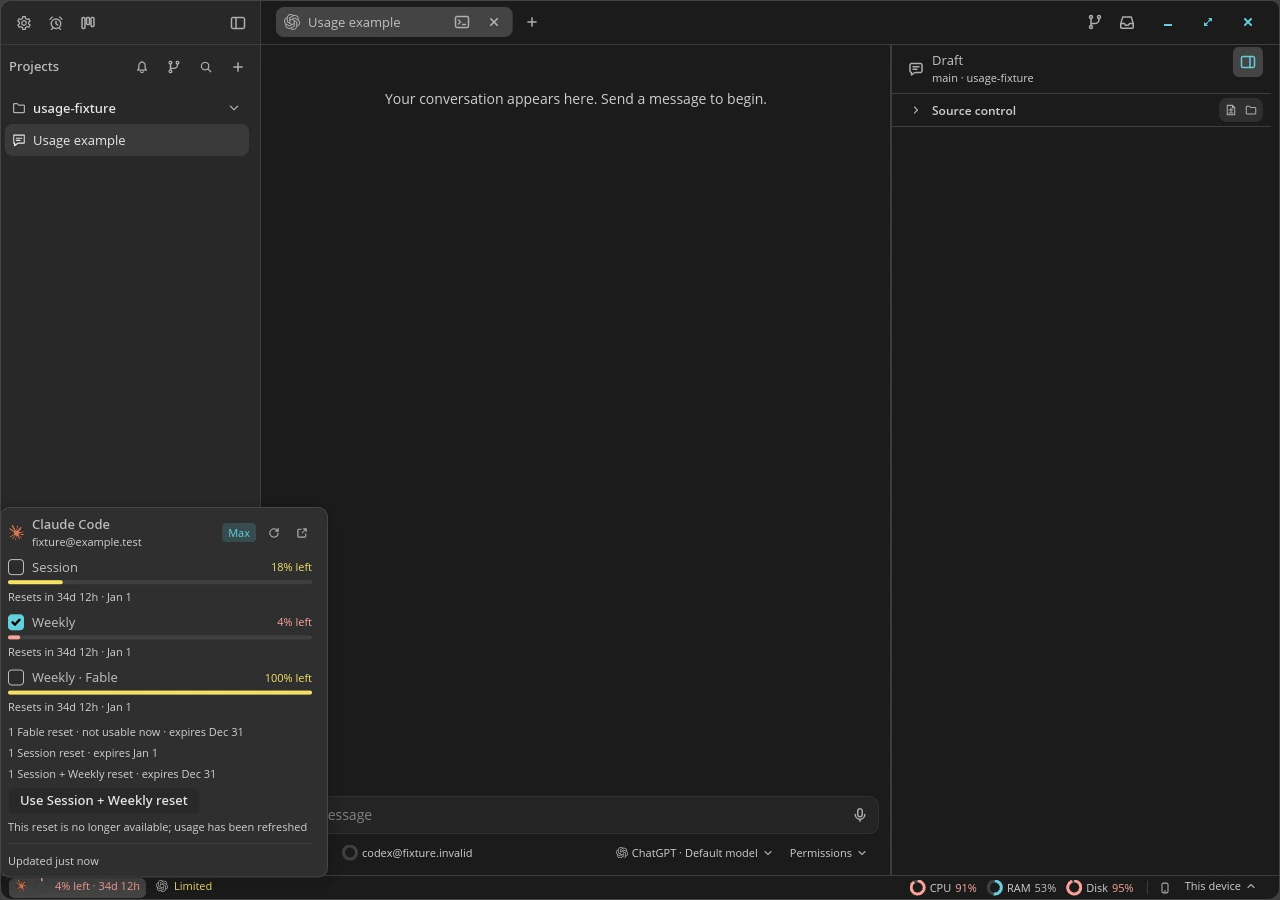 Usage example
Projects
usage-fixture
Usage example
Your conversation appears here. Send a message to begin.
Draft
main · usage-fixture
Source control
Claude Code
fixture@example.test
Max
Session
18% left
Resets in 34d 12h · Jan 1
Weekly
4% left
Resets in 34d 12h · Jan 1
Weekly · Fable
100% left
Resets in 34d 12h · Jan 1
1 Fable reset · not usable now · expires Dec 31
1 Session reset · expires Jan 1
1 Session + Weekly reset · expires Dec 31
Use Session + Weekly reset
This reset is no longer available; usage has been refreshed
Updated just now
codex@fixture.invalid
ChatGPT · Default model
Permissions
4% left · 34d 12h
Limited
CPU 91%
RAM 53%
Disk 95%
This device